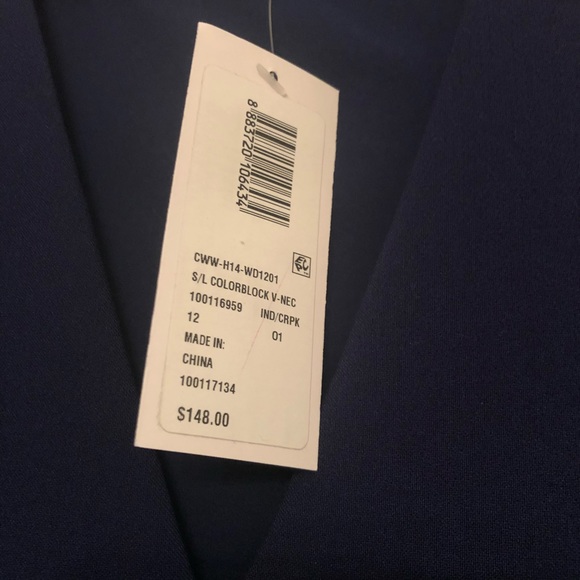 8 883720 106434
CWW-H14-WD1201
S/L COLORBLOCK V-NEC
100116959 IND/CRPK
12 01
MADE IN:
CHINA
100117134
$148.00